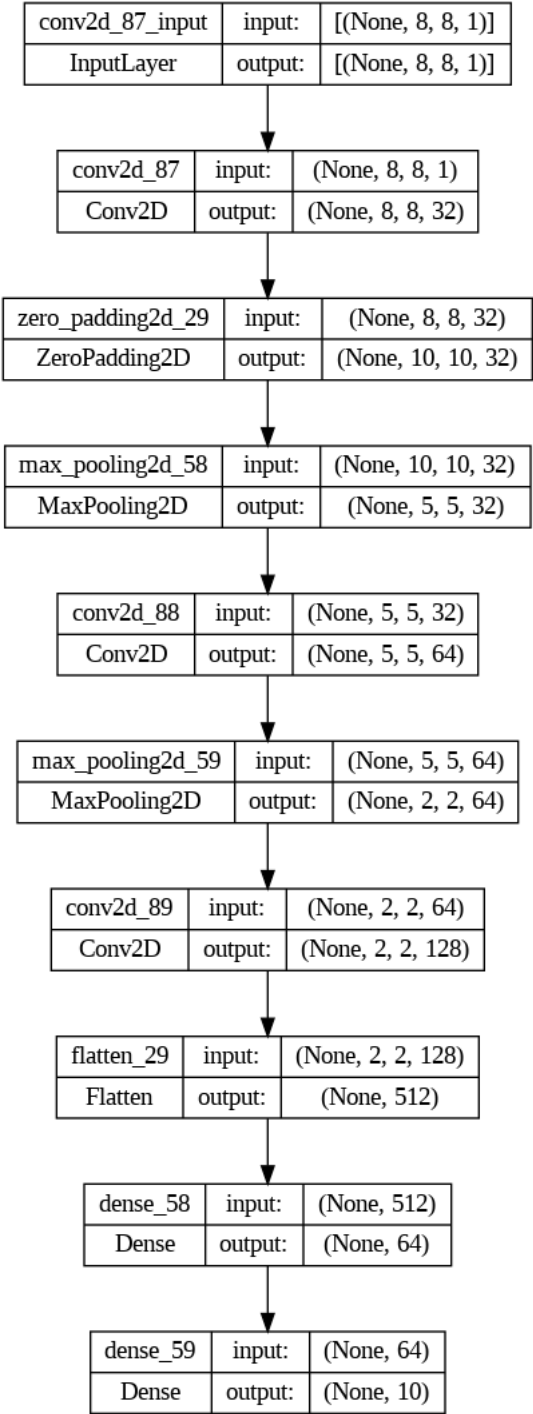 conv2d_87_input input: [(None, 8, 8, 1)]
InputLayer output: [(None, 8, 8, 1)]
conv2d_87 input: (None, 8, 8, 1)
Conv2D output: (None, 8, 8, 32)
zero_padding2d_29 input: (None, 8, 8, 32)
ZeroPadding2D output: (None, 10, 10, 32)
max_pooling2d_58 input: (None, 10, 10, 32)
MaxPooling2D output: (None, 5, 5, 32)
conv2d_88 input: (None, 5, 5, 32)
Conv2D output: (None, 5, 5, 64)
max_pooling2d_59 input: (None, 5, 5, 64)
MaxPooling2D output: (None, 2, 2, 64)
conv2d_89 input: (None, 2, 2, 64)
Conv2D output: (None, 2, 2, 128)
flatten_29 input: (None, 2, 2, 128)
Flatten output: (None, 512)
dense_58 input: (None, 512)
Dense output: (None, 64)
dense_59 input: (None, 64)
Dense output: (None, 10)